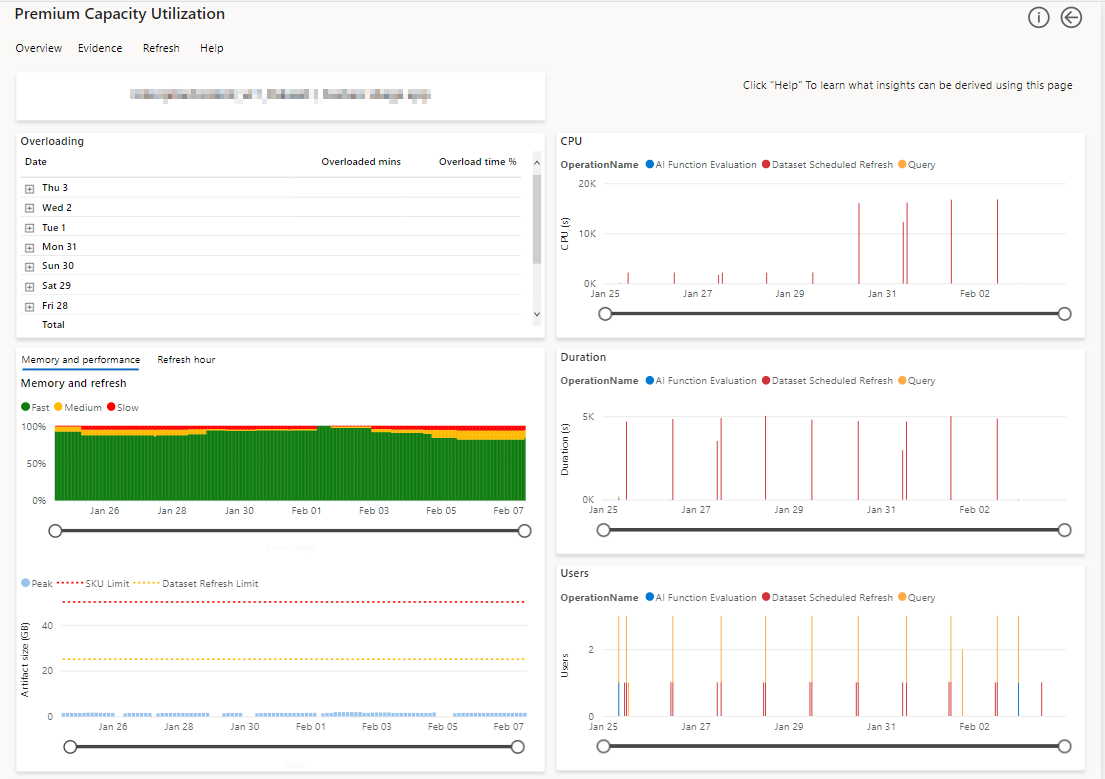 Premium Capacity Utilization
Overview Evidence Refresh Help
Click "Help" To learn what insights can be derived using this page
Overloading
Date Overloaded mins Overload time %
Thu 3
Wed 2
Tue 1
Mon 31
Sun 30
Sat 29
Fri 28
Total
Memory and performance Refresh hour
Memory and refresh
Fast Medium Slow
100%
50%
0%
Jan 26 Jan 28 Jan 30 Feb 01 Feb 03 Feb 05 Feb 07
Peak SKU Limit Dataset Refresh Limit
Artifact size (GB)
40
20
0
Jan 26 Jan 28 Jan 30 Feb 01 Feb 03 Feb 05 Feb 07
CPU
OperationName AI Function Evaluation Dataset Scheduled Refresh Query
CPU (s)
20K
10K
0K
Jan 25 Jan 27 Jan 29 Jan 31 Feb 02
Duration
OperationName AI Function Evaluation Dataset Scheduled Refresh Query
Duration (s)
5K
0K
Jan 25 Jan 27 Jan 29 Jan 31 Feb 02
Users
OperationName AI Function Evaluation Dataset Scheduled Refresh Query
Users
2
0
Jan 25 Jan 27 Jan 29 Jan 31 Feb 02